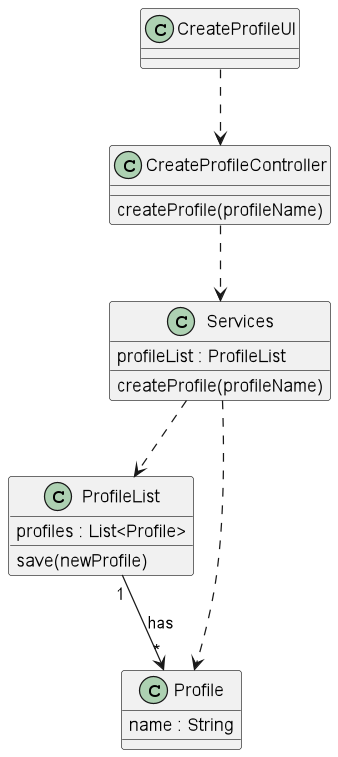 C CreateProfileUI
C CreateProfileController
createProfile(profileName)
C Services
profileList : ProfileList
createProfile(profileName)
C ProfileList
profiles : List<Profile>
save(newProfile)
1
has
*
C Profile
name : String